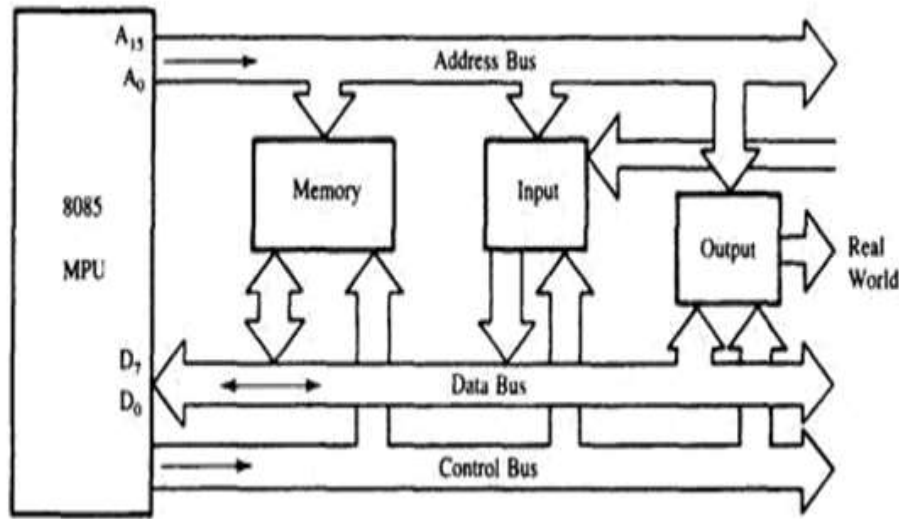 A15
Address Bus
A0
8085
MPU
Memory
Input
Output
Real
World
D7
Data Bus
D0
Control Bus